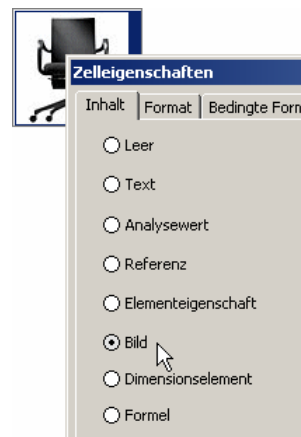 Zelleigenschaften
Inhalt Format Bedingte Form
Leer
Text
Analysewert
Referenz
Elementeigenschaft
Bild
Dimensionselement
Formel